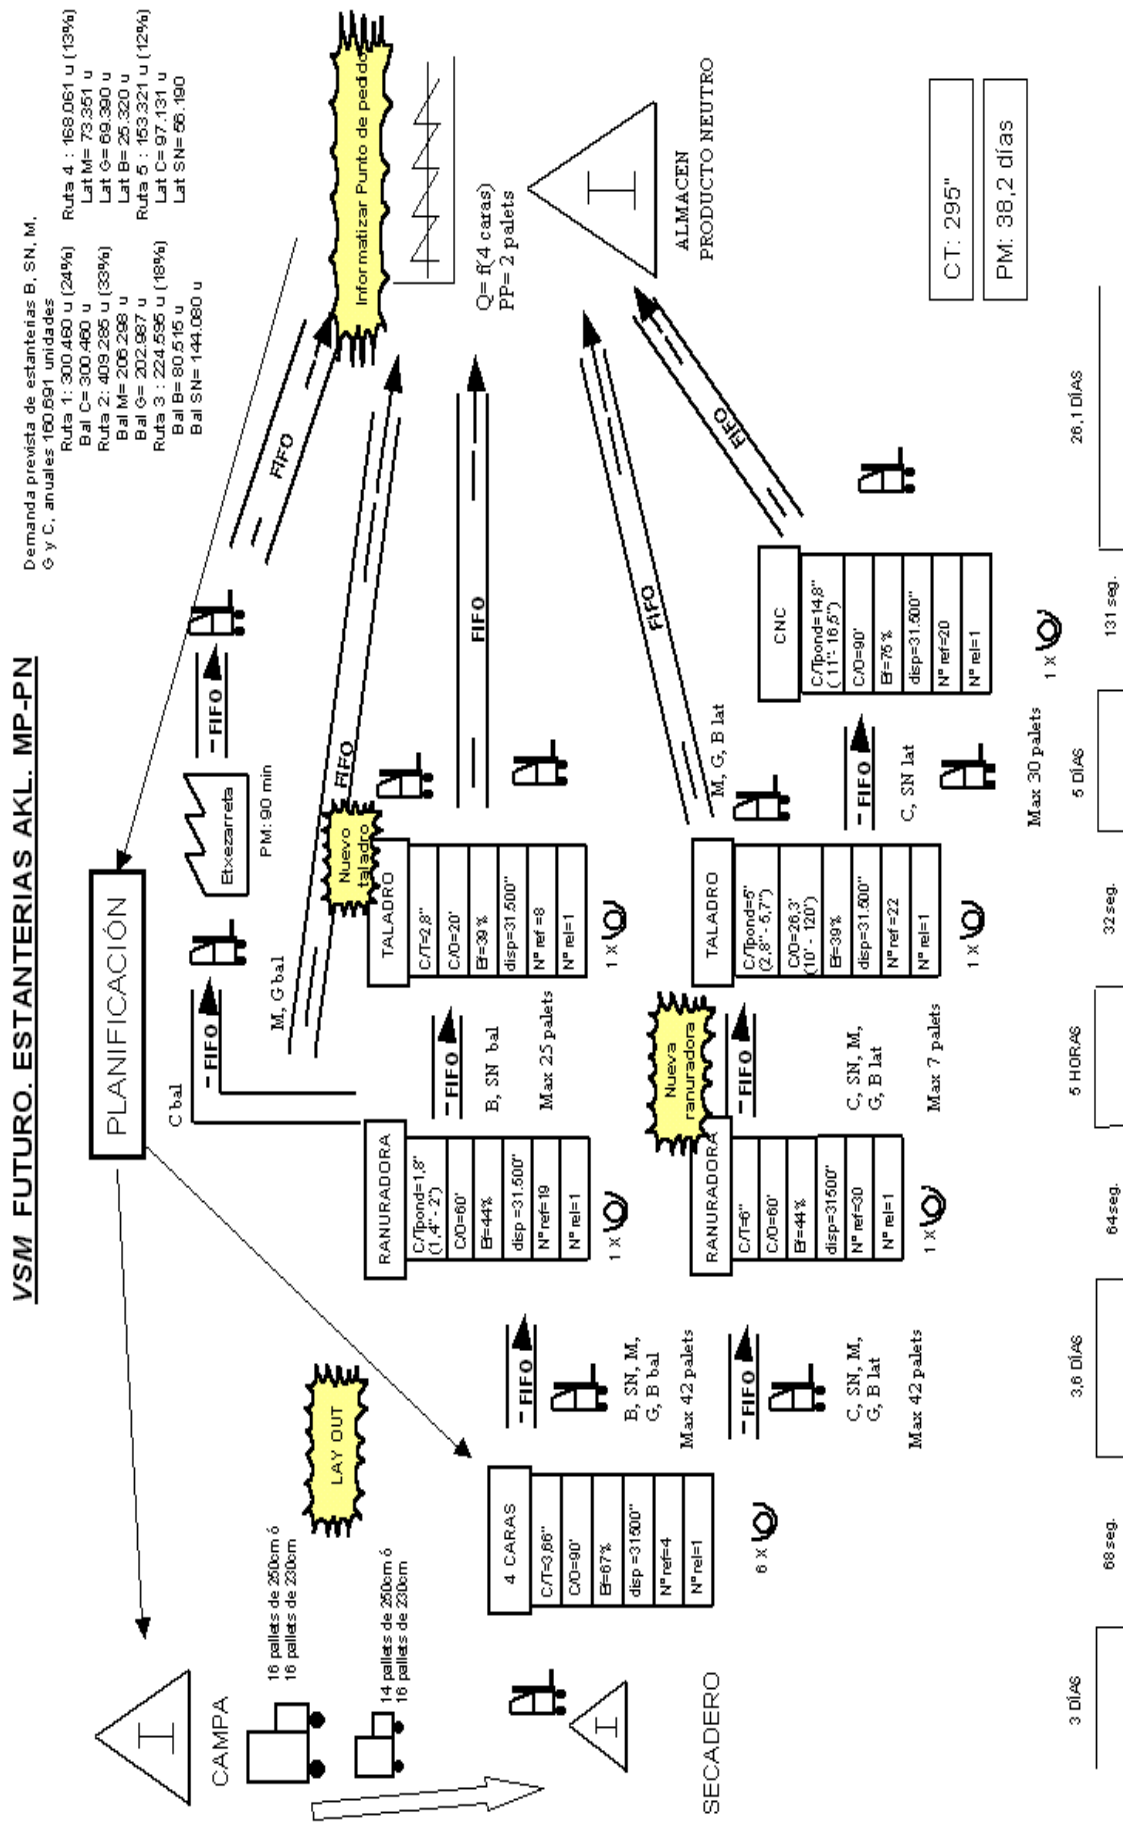 VSM FUTURO. ESTANTERIAS AKL. MP-PN
Demanda prevista de estanterias B, SN, M,
G y C, anuales 160.691 unidades
Ruta 1: 300.460 u (24%)
Bal C= 300.460 u
Ruta 2: 409.285 u (33%)
Bal M= 206.298 u
Bal G= 202.987 u
Ruta 3 : 224.595 u (18%)
Bal B= 80.515 u
Bal SN= 144.080 u
Ruta 4 : 168.061 u (13%)
Lat M= 73.351 u
Lat G= 69.390 u
Lat B= 25.320 u
Ruta 5 : 153.321 u (12%)
Lat C= 97.131 u
Lat SN= 56.190
PLANIFICACIÓN
CAMPA
16 pallets de 250cm ó
16 pallets de 230cm
14 pallets de 250cm ó
16 pallets de 230cm
SECADERO
LAY OUT
4 CARAS
C/T=3,66"
C/O=90'
Ef=67%
disp =31500"
Nº ref=4
Nº rel=1
6 X
FIFO
B, SN, M,
G, B bal
Max 42 palets
FIFO
C, SN, M,
G, B lat
Max 42 palets
RANURADORA
C/Tpond=1,8"
(1,4"- 2")
C/O=60'
Ef=44%
disp =31.500"
Nº ref=19
Nº rel=1
1 X
C bal
FIFO
Etxezarreta
PM: 90 min
FIFO
FIFO
M, G bal
FIFO
FIFO
B, SN bal
Max 25 palets
Nuevo
taladro
TALADRO
C/T=2,8"
C/O=20'
Ef=39%
disp=31.500"
Nº ref =8
Nº rel=1
1 X
FIFO
Nueva
ranuradora
RANURADORA
C/T=6"
C/O=60'
Ef=44%
disp=31500"
Nº ref=30
Nº rel=1
1 X
FIFO
C, SN, M,
G, B lat
Max 7 palets
TALADRO
C/Tpond=5"
(2,8"- 5,7")
C/O=26,3'
(10' - 120')
Ef=39%
disp=31.500"
Nº ref=22
Nº rel=1
1 X
M, G, B lat
FIFO
FIFO
C, SN lat
Max 30 palets
CNC
C/Tpond=14,8"
( 11"- 16,5")
C/O=90'
Ef=75%
disp=31.500"
Nº ref=20
Nº rel=1
1 X
FIFO
Informatizar Punto de pedido
Q= f(4 caras)
PP= 2 palets
ALMACEN
PRODUCTO NEUTRO
CT: 295"
PM: 38,2 días
3 DÍAS
68 seg.
3,6 DÍAS
64seg.
5 HORAS
32seg.
5 DÍAS
131 seg.
26,1 DÍAS